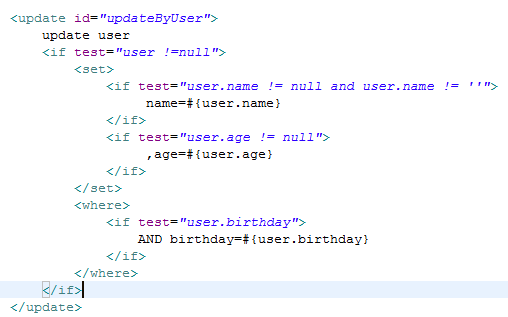 <update id="updateByUser">
    update user
    <if test="user !=null">
        <set>
            <if test="user.name != null and user.name != ''">
                 name=#{user.name}
            </if>
            <if test="user.age != null">
                 ,age=#{user.age}
            </if>
        </set>
        <where>
            <if test="user.birthday">
                AND birthday=#{user.birthday}
            </if>
        </where>
    </if>
</update>